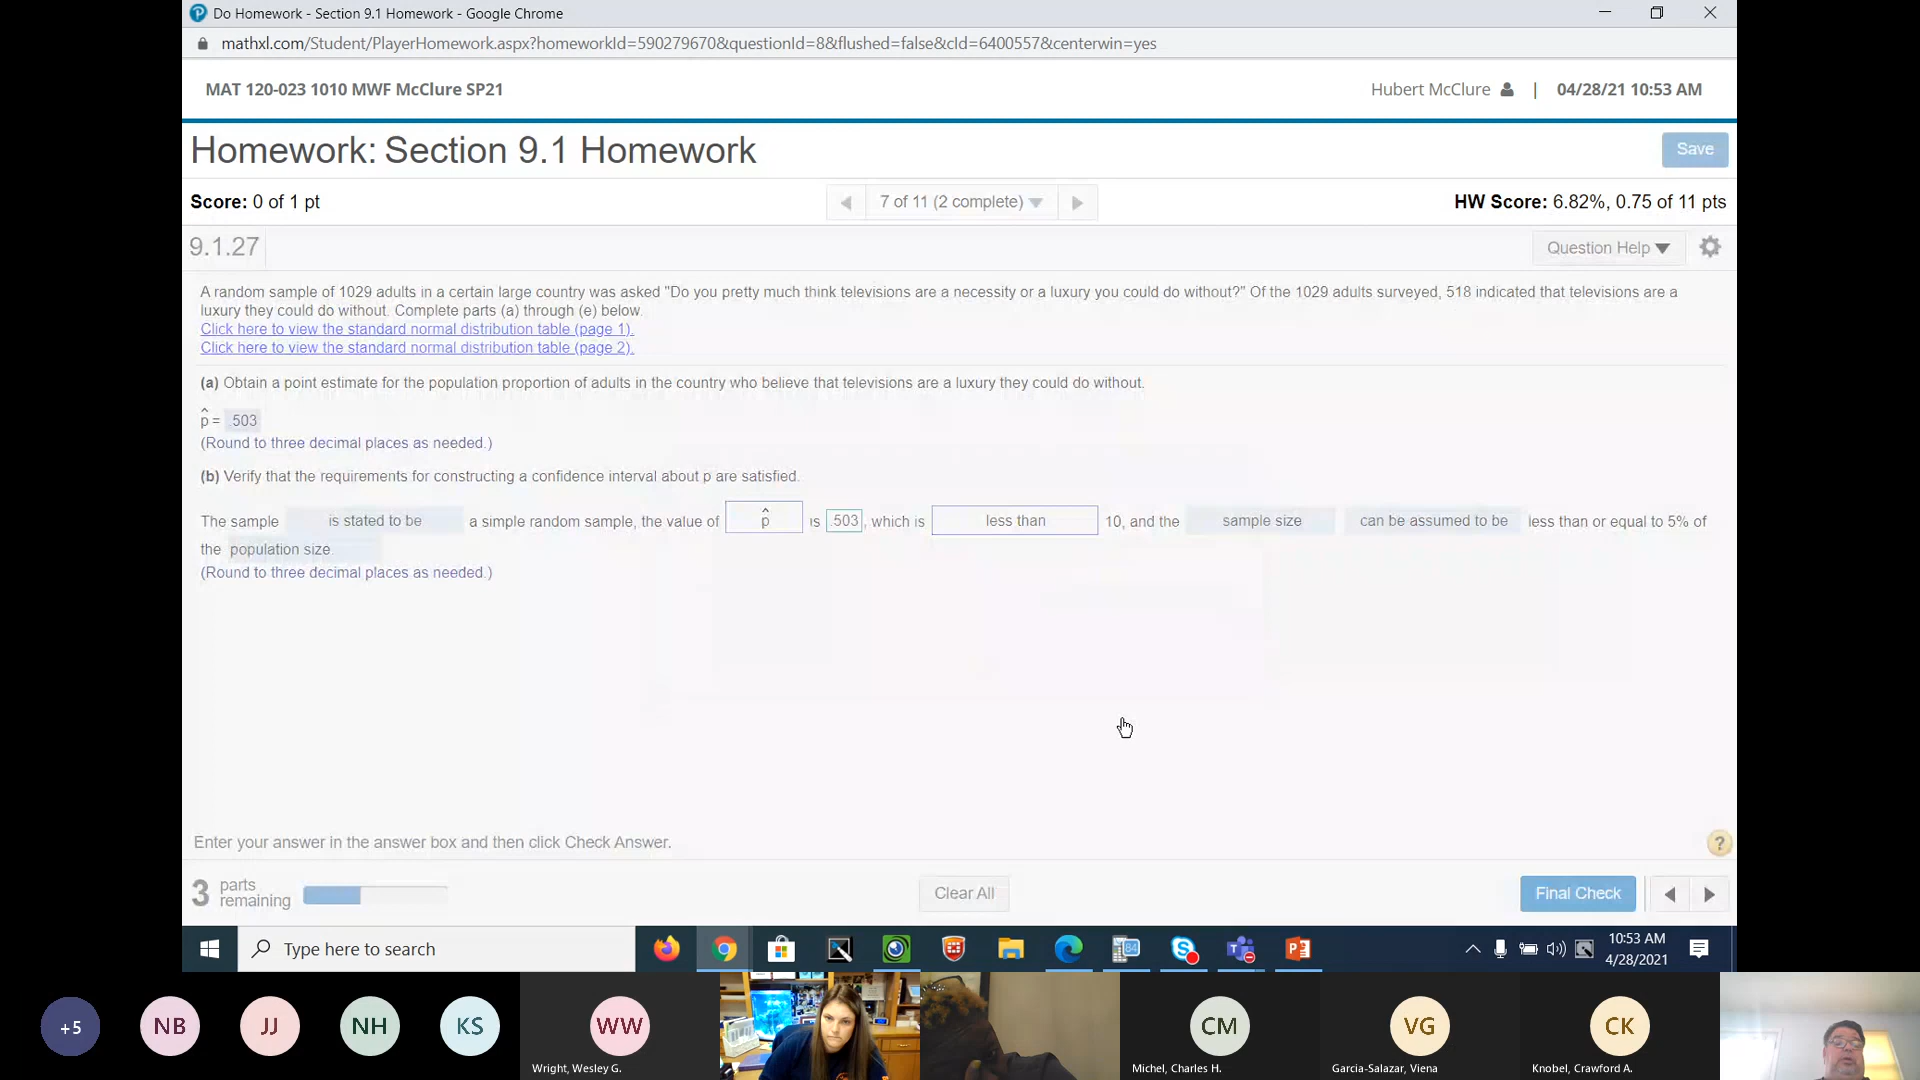 Do Homework - Section 9.1 Homework - Google Chrome
mathxl.com/Student/PlayerHomework.aspx?homeworkId=590279670&questionId=8&flushed=false&cId=6400557&centerwin=yes
MAT 120-023 1010 MWF McClure SP21
Hubert McClure | 04/28/21 10:53 AM
Homework: Section 9.1 Homework
Save
Score: 0 of 1 pt
7 of 11 (2 complete)
HW Score: 6.82%, 0.75 of 11 pts
9.1.27
Question Help
A random sample of 1029 adults in a certain large country was asked "Do you pretty much think televisions are a necessity or a luxury you could do without?" Of the 1029 adults surveyed, 518 indicated that televisions are a
luxury they could do without. Complete parts (a) through (e) below.
Click here to view the standard normal distribution table (page 1).
Click here to view the standard normal distribution table (page 2).
(a) Obtain a point estimate for the population proportion of adults in the country who believe that televisions are a luxury they could do without.
p̂ = .503
(Round to three decimal places as needed.)
(b) Verify that the requirements for constructing a confidence interval about p are satisfied.
The sample is stated to be a simple random sample, the value of p̂ is .503, which is less than 10, and the sample size can be assumed to be less than or equal to 5% of
the population size.
(Round to three decimal places as needed.)
Enter your answer in the answer box and then click Check Answer.
?
3 parts remaining
Clear All
Final Check
Type here to search
84
10:53 AM
4/28/2021
+5
NB
JJ
NH
KS
WW
Wright, Wesley G.
CM
Michel, Charles H.
VG
Garcia-Salazar, Viena
CK
Knobel, Crawford A.